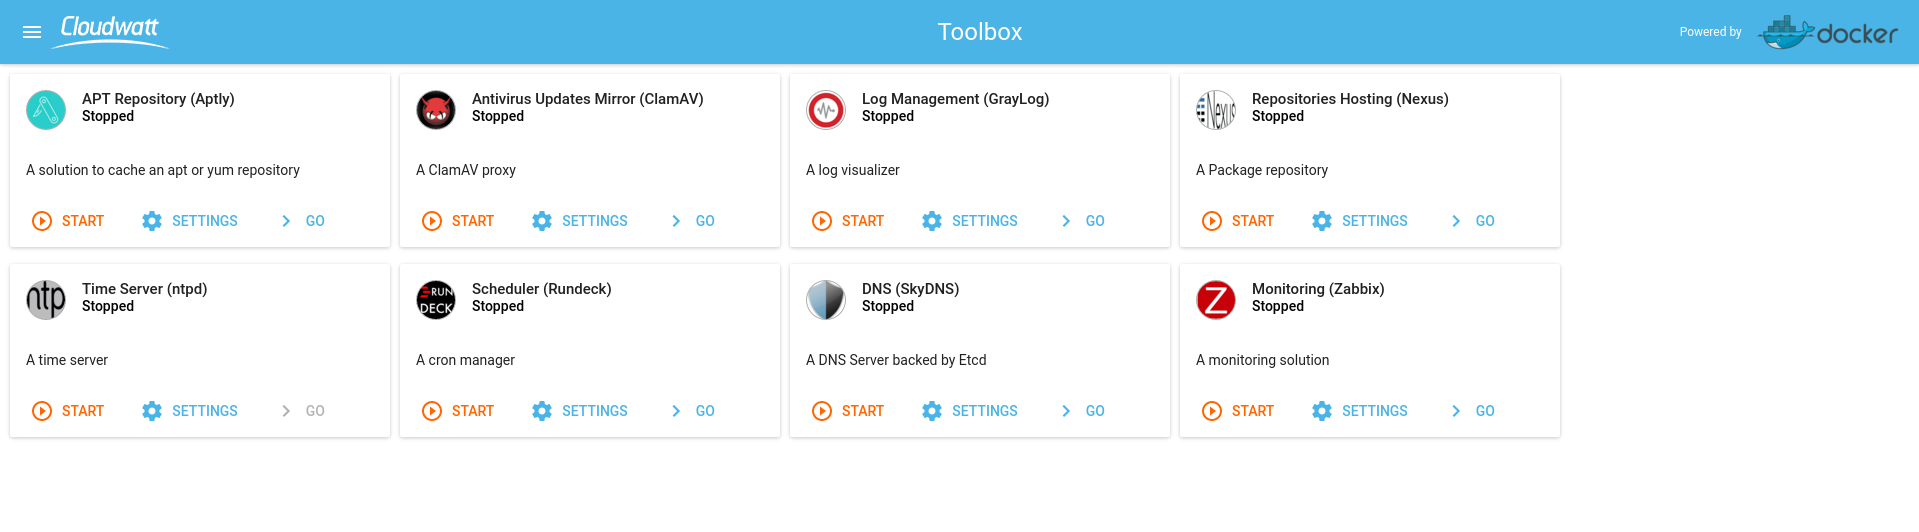 Cloudwatt
Toolbox
Powered by
docker
APT Repository (Aptly)
Stopped
A solution to cache an apt or yum repository
START SETTINGS GO
Antivirus Updates Mirror (ClamAV)
Stopped
A ClamAV proxy
START SETTINGS GO
Log Management (GrayLog)
Stopped
A log visualizer
START SETTINGS GO
Nexus
Repositories Hosting (Nexus)
Stopped
A Package repository
START SETTINGS GO
ntp
Time Server (ntpd)
Stopped
A time server
START SETTINGS GO
RUN
DECK
Scheduler (Rundeck)
Stopped
A cron manager
START SETTINGS GO
DNS (SkyDNS)
Stopped
A DNS Server backed by Etcd
START SETTINGS GO
Z
Monitoring (Zabbix)
Stopped
A monitoring solution
START SETTINGS GO